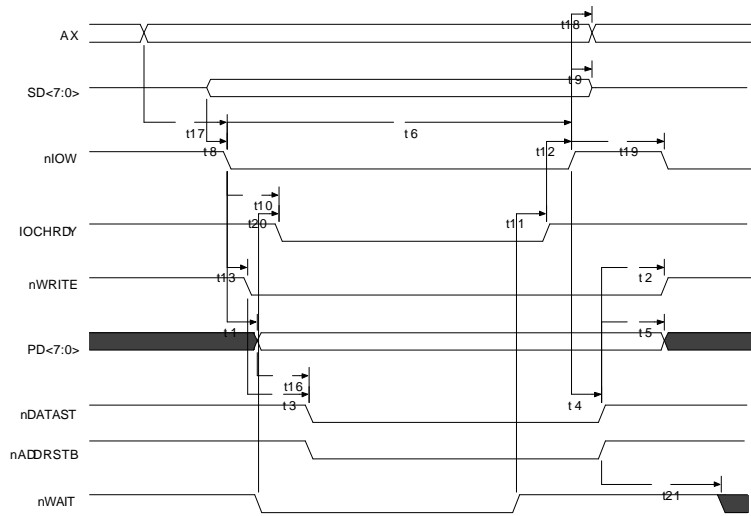 t18
AX
t9
SD<7:0>
t17
t6
t8
t12
t19
nIOW
t10
t20
t11
IOCHRDY
t13
t2
nWRITE
t1
t5
PD<7:0>
t16
t3
t4
nDATAST
nADDRSTB
t21
nWAIT